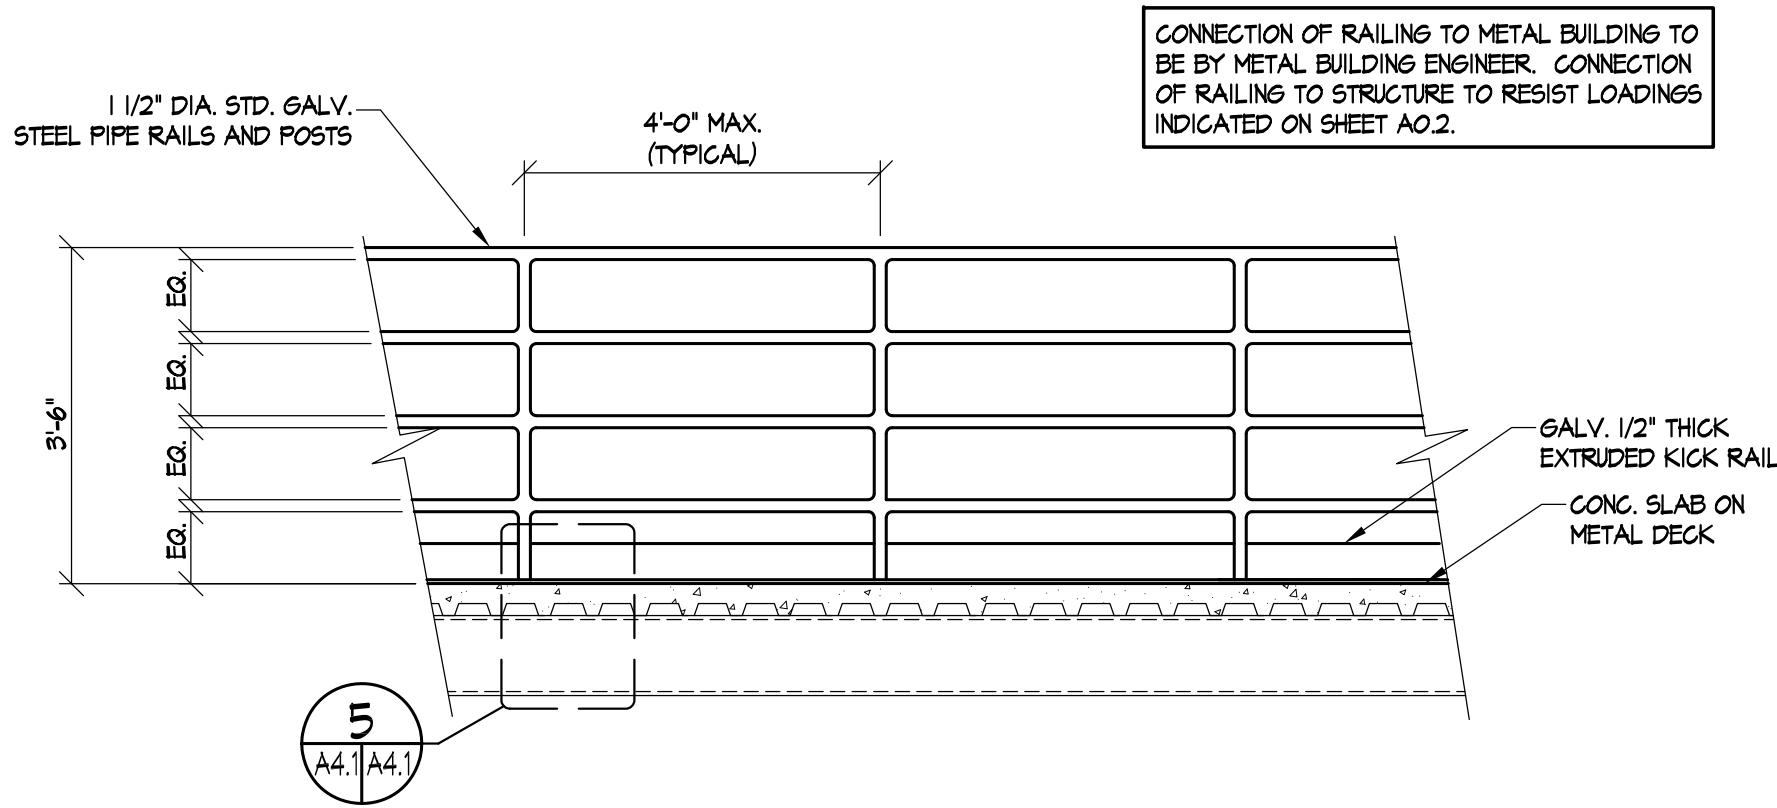 CONNECTION OF RAILING TO METAL BUILDING TO
BE BY METAL BUILDING ENGINEER. CONNECTION
OF RAILING TO STRUCTURE TO RESIST LOADINGS
INDICATED ON SHEET A0.2.
1 1/2" DIA. STD. GALV.
STEEL PIPE RAILS AND POSTS
4'-0" MAX.
(TYPICAL)
3'-6"
EQ.
EQ.
EQ.
EQ.
GALV. 1/2" THICK
EXTRUDED KICK RAIL
CONC. SLAB ON
METAL DECK
5
A4.1 A4.1